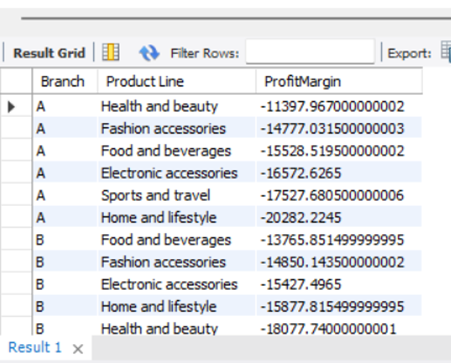 Result Grid Filter Rows: Export:
Branch Product Line ProfitMargin
A Health and beauty -11397.967000000002
A Fashion accessories -14777.031500000003
A Food and beverages -15528.519500000002
A Electronic accessories -16572.6265
A Sports and travel -17527.680500000006
A Home and lifestyle -20282.2245
B Food and beverages -13765.851499999995
B Fashion accessories -14850.143500000002
B Electronic accessories -15427.4965
B Home and lifestyle -15877.815499999995
B Health and beauty -18077.74000000001
Result 1 ×